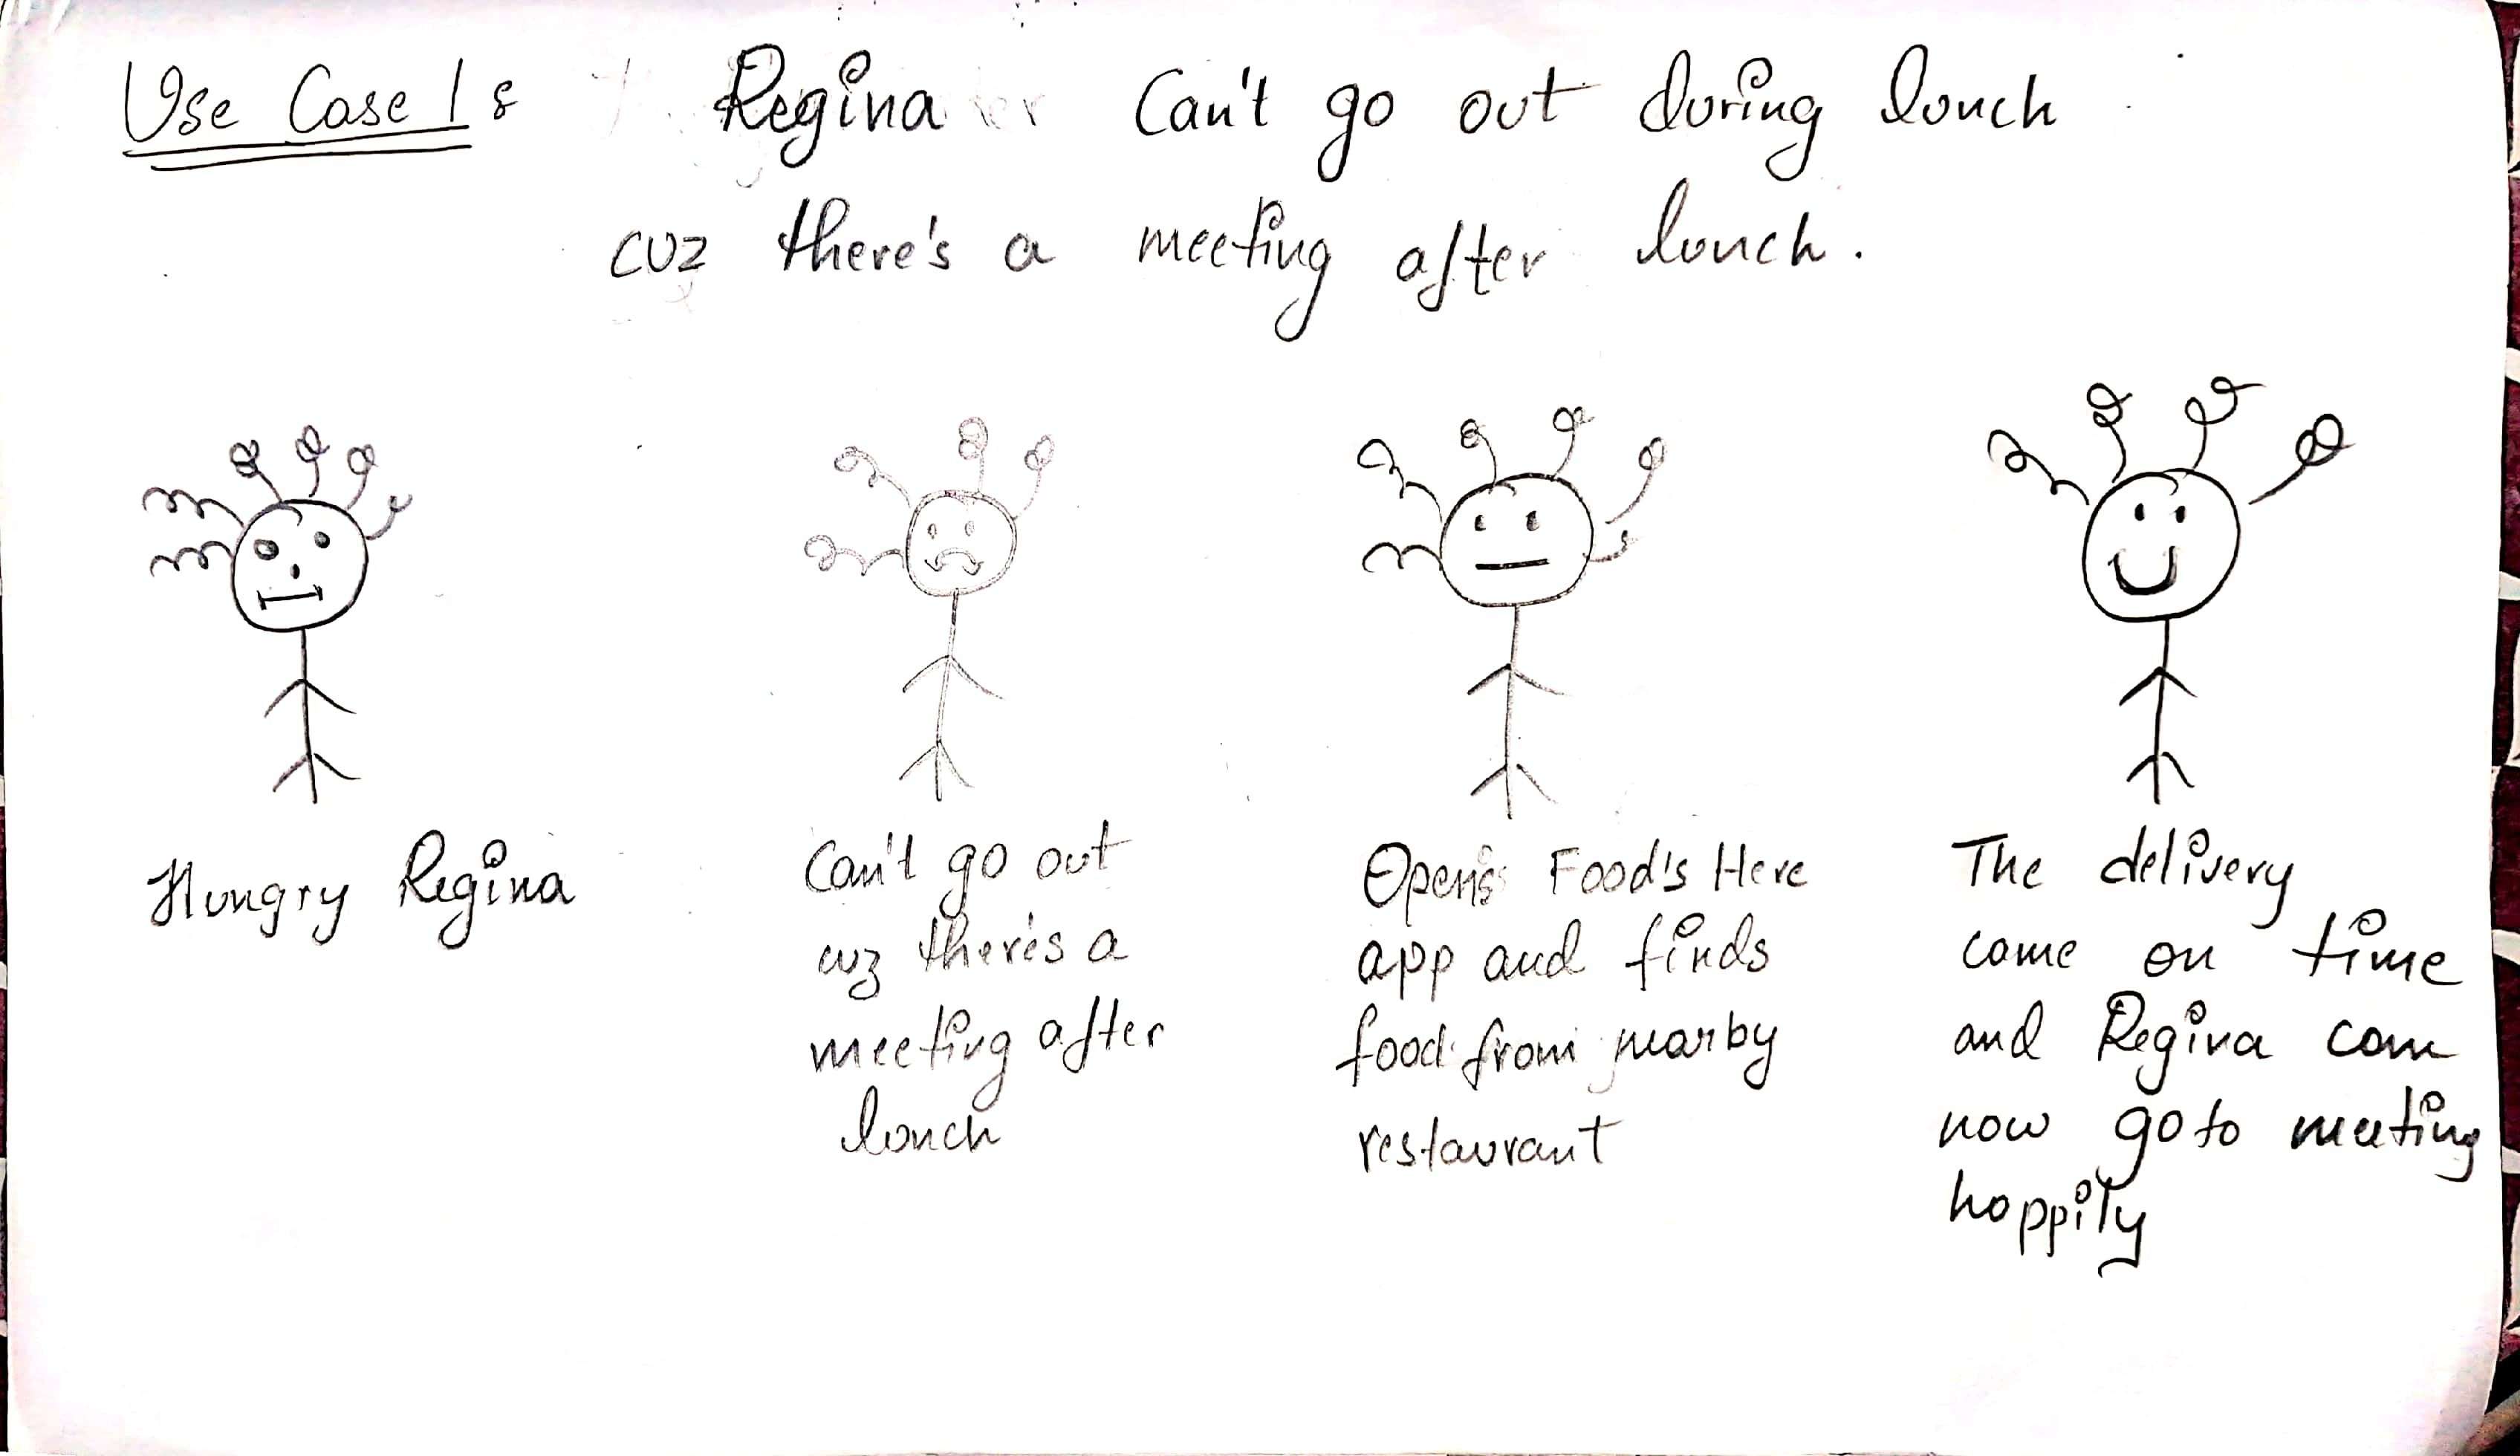 Use Case 1: Regina Can't go out during lunch
cuz there's a meeting after lunch.
Hungry Regina
Can't go out
cuz there's a
meeting after
lunch
Opens Food's Here
app and finds
food from nearby
restaurant
The delivery
came on time
and Regina can
now go to meeting
happily